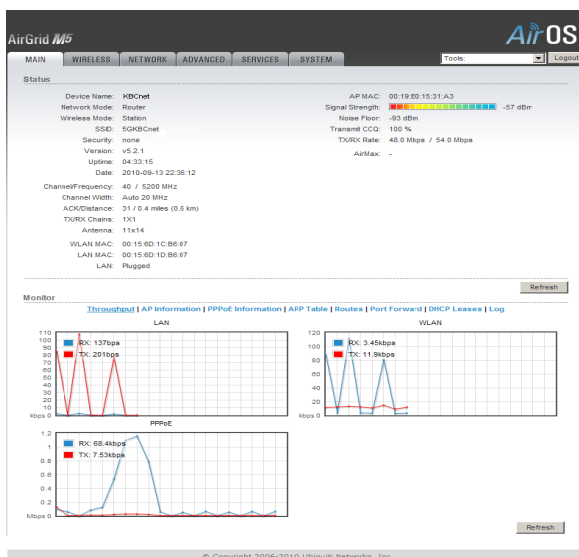 AirGrid M5
AirOS
MAIN WIRELESS NETWORK ADVANCED SERVICES SYSTEM Tools: Logout
Status
Device Name: KBCnet
Network Mode: Router
Wireless Mode: Station
SSID: 5GKBCnet
Security: none
Version: v5.2.1
Uptime: 04:33:15
Date: 2010-09-13 22:36:12
Channel/Frequency: 40 / 5200 MHz
Channel Width: Auto 20 MHz
ACK/Distance: 31 / 0.4 miles (0.6 km)
TX/RX Chains: 1X1
Antenna: 11x14
WLAN MAC: 00:15:6D:1C:B6:07
LAN MAC: 00:15:6D:1D:B6:07
LAN: Plugged
AP MAC: 00:19:E0:15:31:A3
Signal Strength: -57 dBm
Noise Floor: -93 dBm
Transmit CCQ: 100 %
TX/RX Rate: 48.0 Mbps / 54.0 Mbps
AirMax: -
Refresh
Monitor
Throughput | AP Information | PPPoE Information | ARP Table | Routes | Port Forward | DHCP Leases | Log
LAN
110
100
90
80
70
60
50
40
30
20
10
kbps 0
RX: 137bps
TX: 201bps
WLAN
120
100
80
60
40
20
kbps 0
RX: 3.45kbps
TX: 11.9kbps
PPPoE
1.2
1
0.8
0.6
0.4
0.2
Mbps 0
RX: 68.4kbps
TX: 7.53kbps
Refresh
© Copyright 2006-2010 Ubiquiti Networks, Inc.